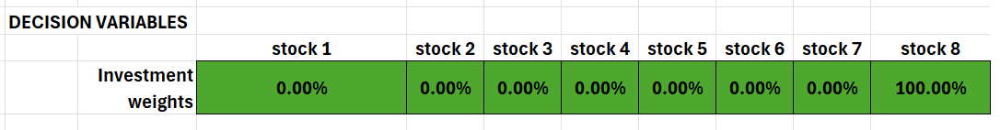 DECISION VARIABLES
stock 1 stock 2 stock 3 stock 4 stock 5 stock 6 stock 7 stock 8
Investment
weights
0.00% 0.00% 0.00% 0.00% 0.00% 0.00% 0.00% 100.00%